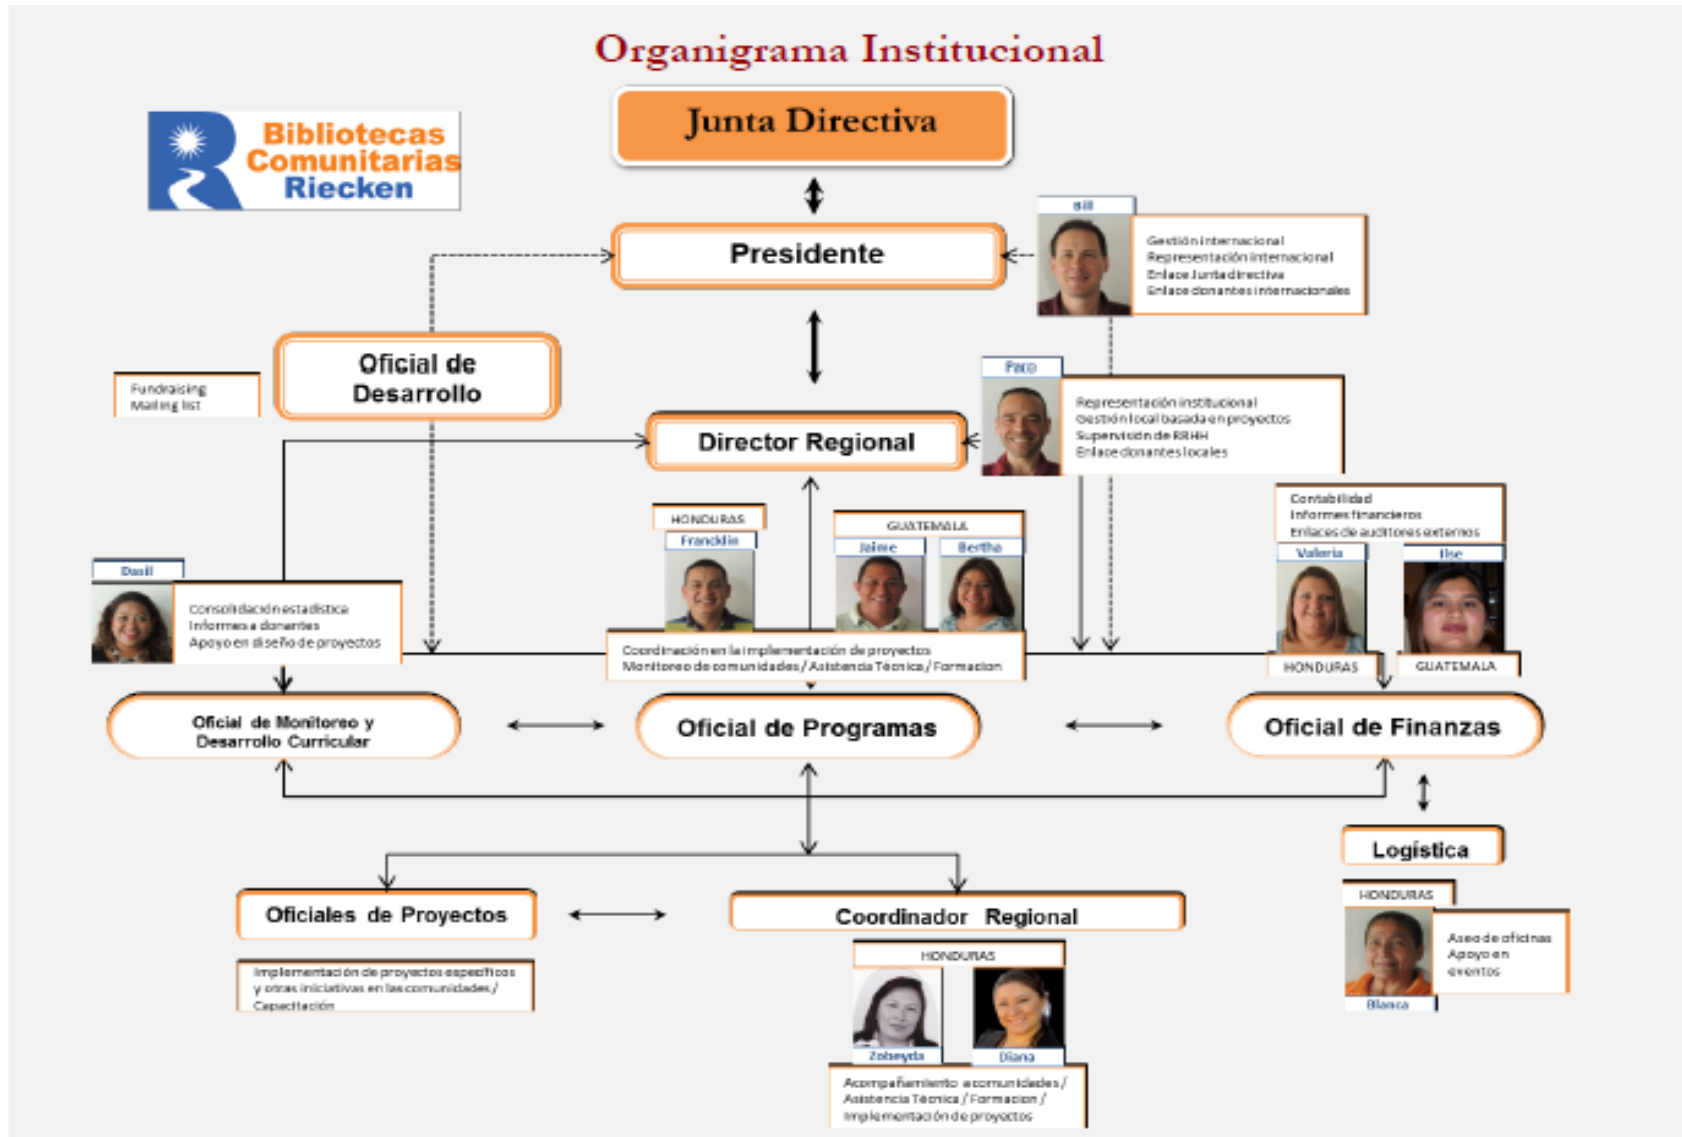 Organigrama Institucional
Junta Directiva
Bibliotecas
Comunitarias
Riecken
Bill
Presidente
Gestión internacional
Representación internacional
Enlace Junta directiva
Enlace donantes internacionales
Oficial de
Desarrollo
Fundraising
Mailing list
Paco
Director Regional
Representación institucional
Gestión local basada en proyectos
Supervisión de RRHH
Enlace donantes locales
HONDURAS
Francklin
GUATEMALA
Jaime
Bertha
Contabilidad
Informes financieros
Enlaces de auditores externos
Valeria
Ilse
HONDURAS
GUATEMALA
Dasil
Consolidación estadística
Informes a donantes
Apoyo en diseño de proyectos
Coordinación en la implementación de proyectos
Monitoreo de comunidades / Asistencia Técnica / Formacion
Oficial de Monitoreo y
Desarrollo Curricular
Oficial de Programas
Oficial de Finanzas
Logística
HONDURAS
Aseo de oficinas
Apoyo en
eventos
Blanca
Oficiales de Proyectos
Implementación de proyectos específicos
y otras iniciativas en las comunidades /
Capacitación
Coordinador Regional
HONDURAS
Zobeyda
Diana
Acompañamiento a comunidades /
Asistencia Técnica / Formacion /
Implementación de proyectos